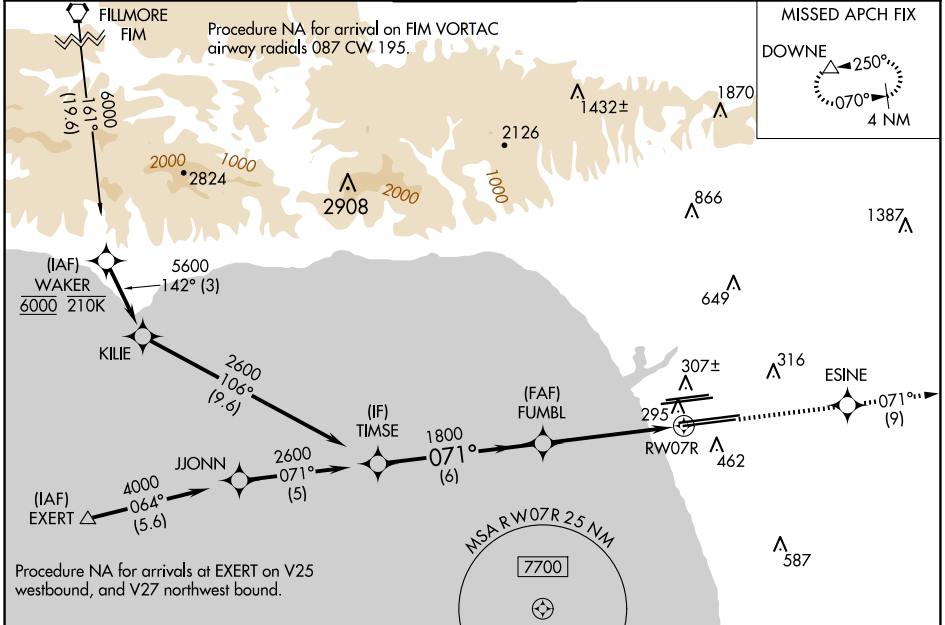 FILLMORE
FIM
Procedure NA for arrival on FIM VORTAC
airway radials 087 CW 195.
MISSED APCH FIX
DOWNE
250°
070°
4 NM
6000
161°
(19.6)
1432±
1870
2126
2000
1000
2824
2908
2000
1000
866
1387
(IAF)
WAKER
6000 210K
5600
142° (3)
649
KILIE
2600
106°
(9.6)
307±
316
ESINE
295
071°
(9)
RW07R
462
(IF)
TIMSE
(FAF)
FUMBL
1800
071°
(6)
JJONN
2600
071°
(5)
(IAF)
EXERT
4000
064°
(5.6)
587
MSA RW07R 25 NM
7700
Procedure NA for arrivals at EXERT on V25
westbound, and V27 northwest bound.